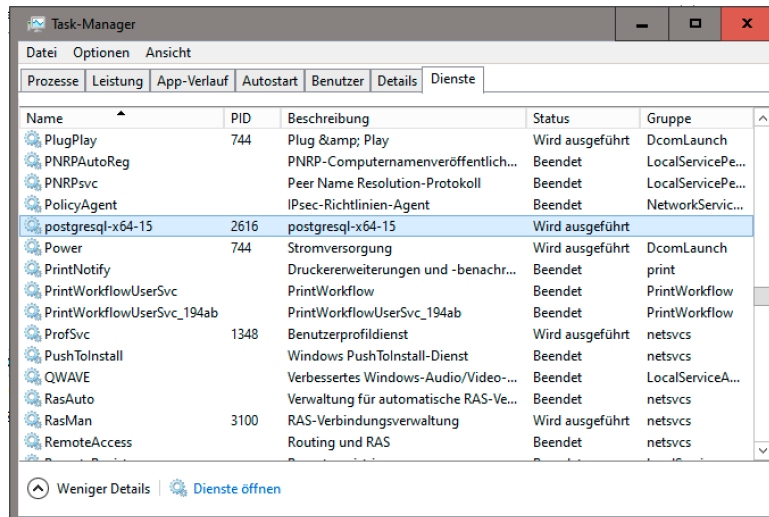 Task-Manager
Datei Optionen Ansicht
Prozesse Leistung App-Verlauf Autostart Benutzer Details Dienste
Name PID Beschreibung Status Gruppe
PlugPlay 744 Plug &amp; Play Wird ausgeführt DcomLaunch
PNRPAutoReg PNRP-Computernamenveröffentlich... Beendet LocalServicePe...
PNRPsvc Peer Name Resolution-Protokoll Beendet LocalServicePe...
PolicyAgent IPsec-Richtlinien-Agent Beendet NetworkServic...
postgresql-x64-15 2616 postgresql-x64-15 Wird ausgeführt
Power 744 Stromversorgung Wird ausgeführt DcomLaunch
PrintNotify Druckererweiterungen und -benachr... Beendet print
PrintWorkflowUserSvc PrintWorkflow Beendet PrintWorkflow
PrintWorkflowUserSvc_194ab PrintWorkflowUserSvc_194ab Beendet PrintWorkflow
ProfSvc 1348 Benutzerprofildienst Wird ausgeführt netsvcs
PushToInstall Windows PushToInstall-Dienst Beendet netsvcs
QWAVE Verbessertes Windows-Audio/Video-... Beendet LocalServiceA...
RasAuto Verwaltung für automatische RAS-Ve... Beendet netsvcs
RasMan 3100 RAS-Verbindungsverwaltung Wird ausgeführt netsvcs
RemoteAccess Routing und RAS Beendet netsvcs
Weniger Details Dienste öffnen